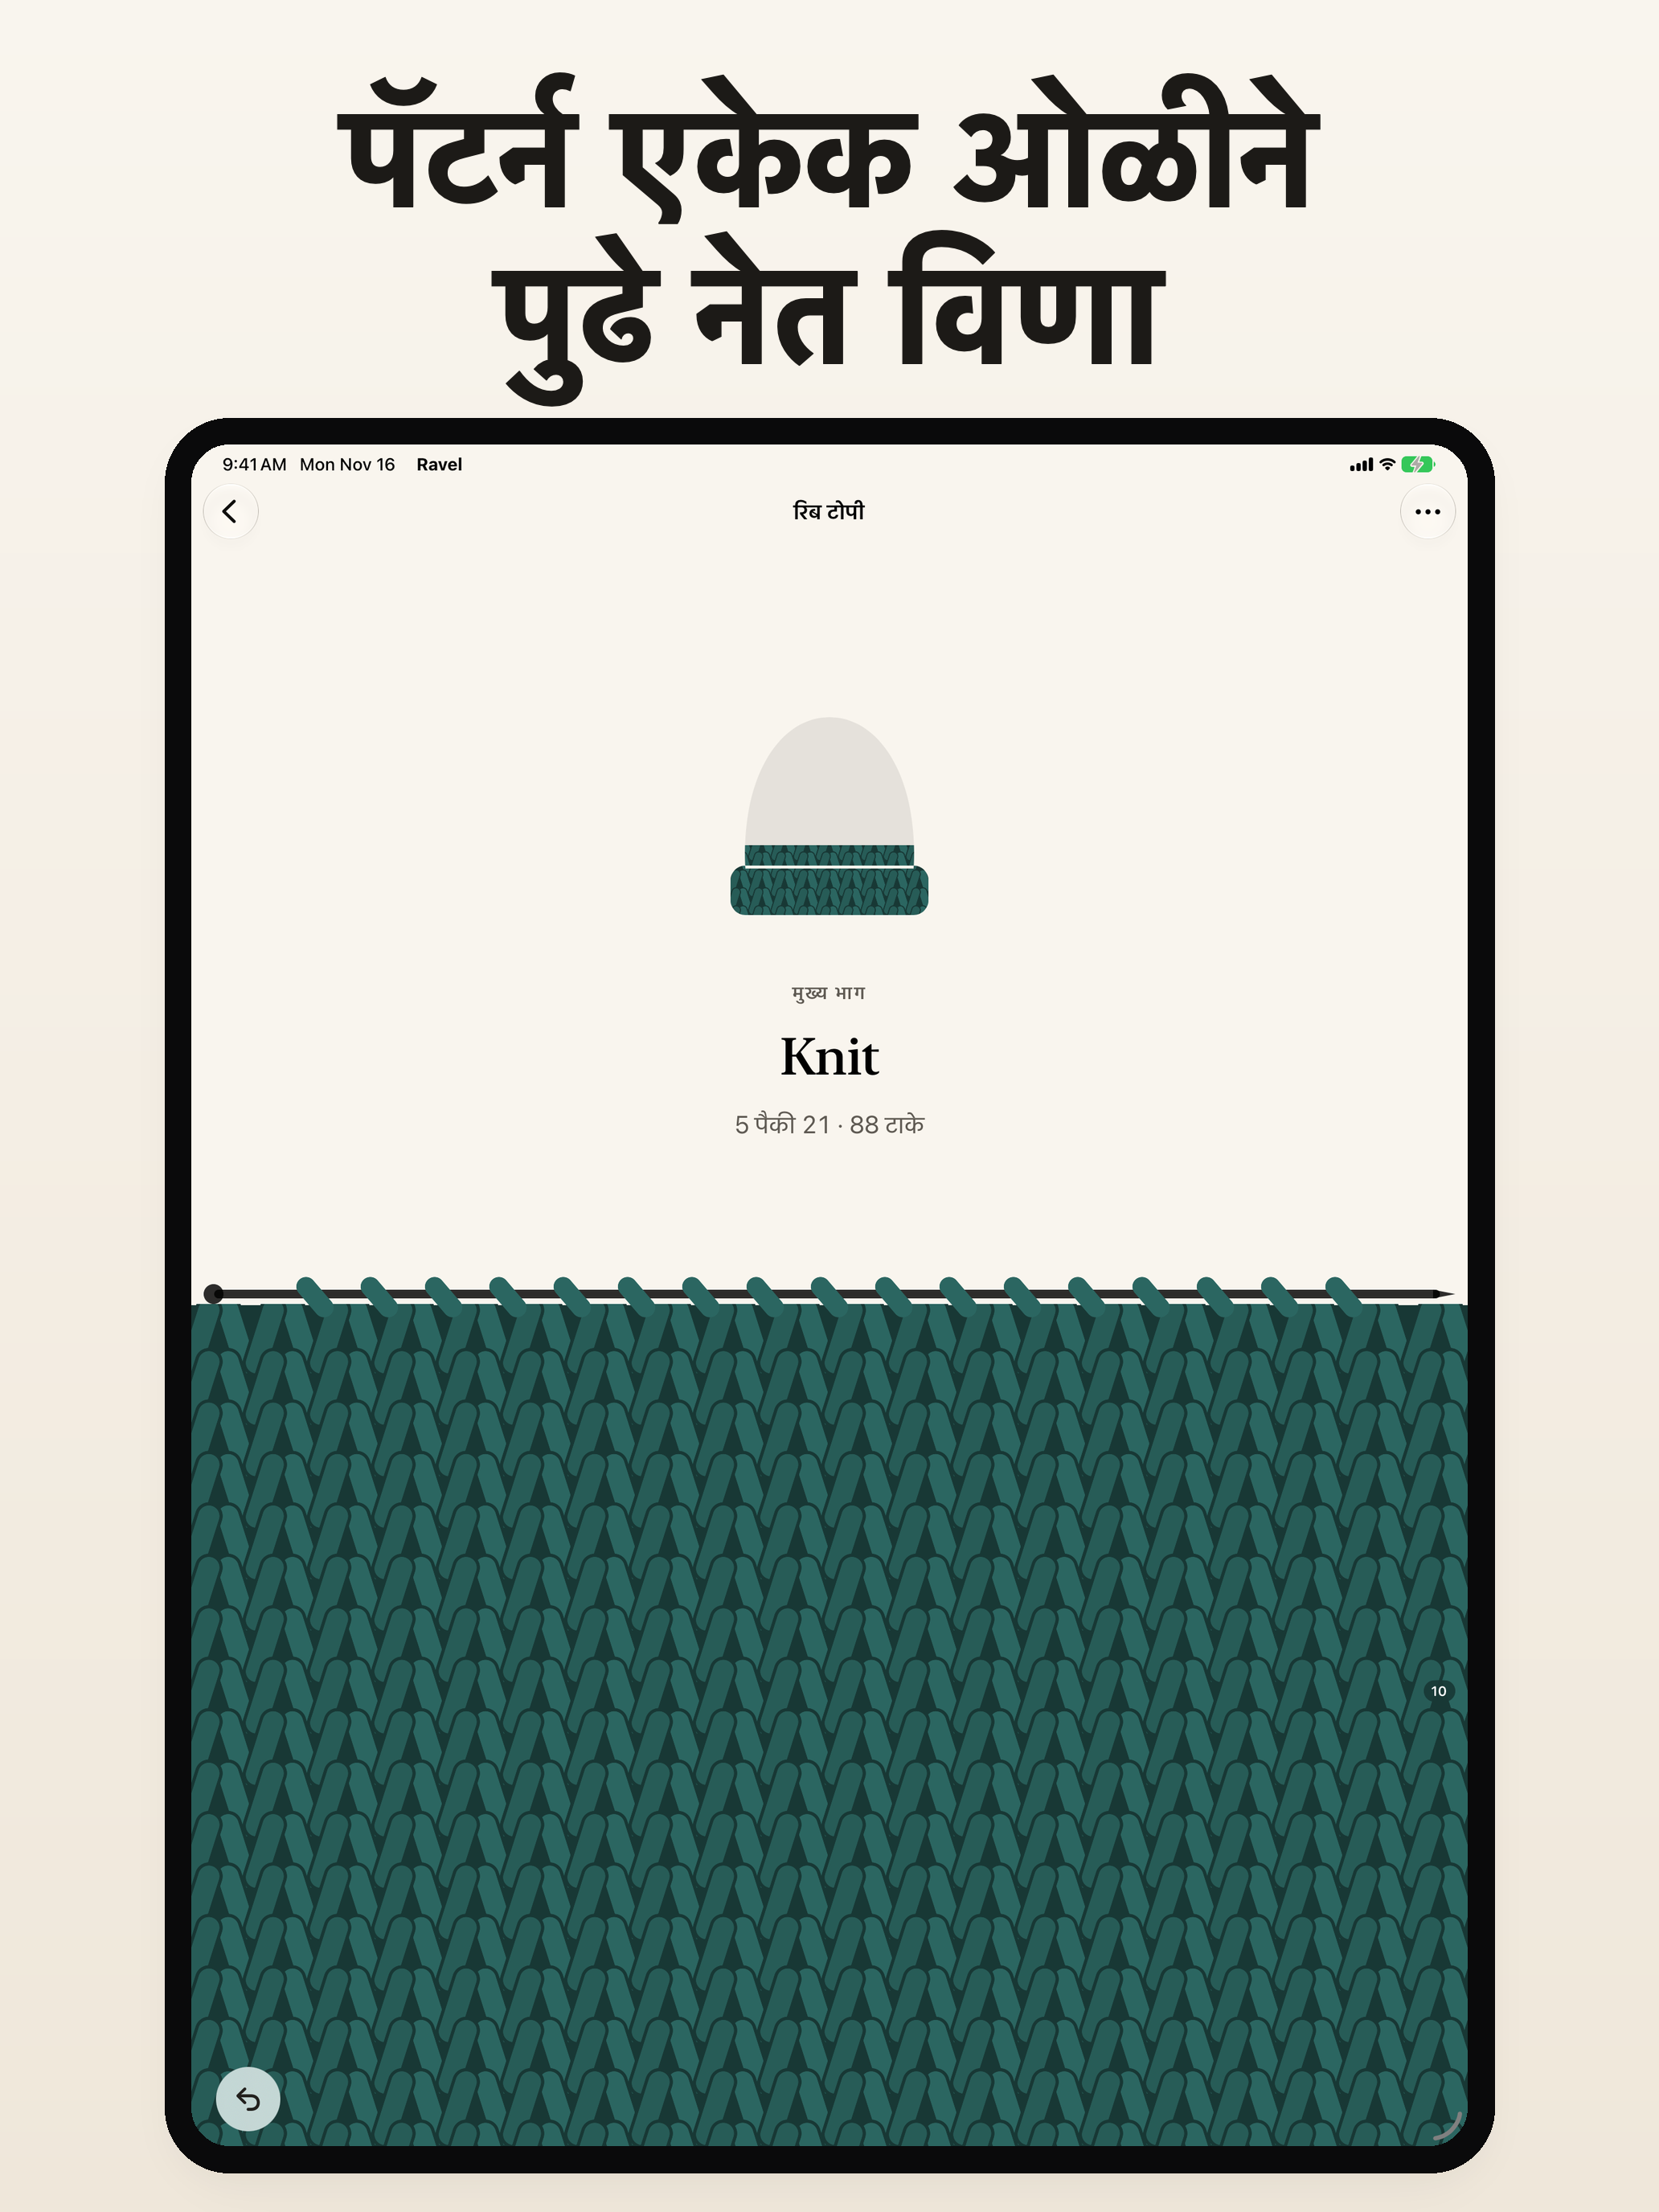 पॅटर्न एकेक ओळीने
पुढे नेत विणा
9:41 AM Mon Nov 16 Ravel
रिब टोपी
मुख्य भाग
Knit
5 पैकी 21 · 88 टाके
10